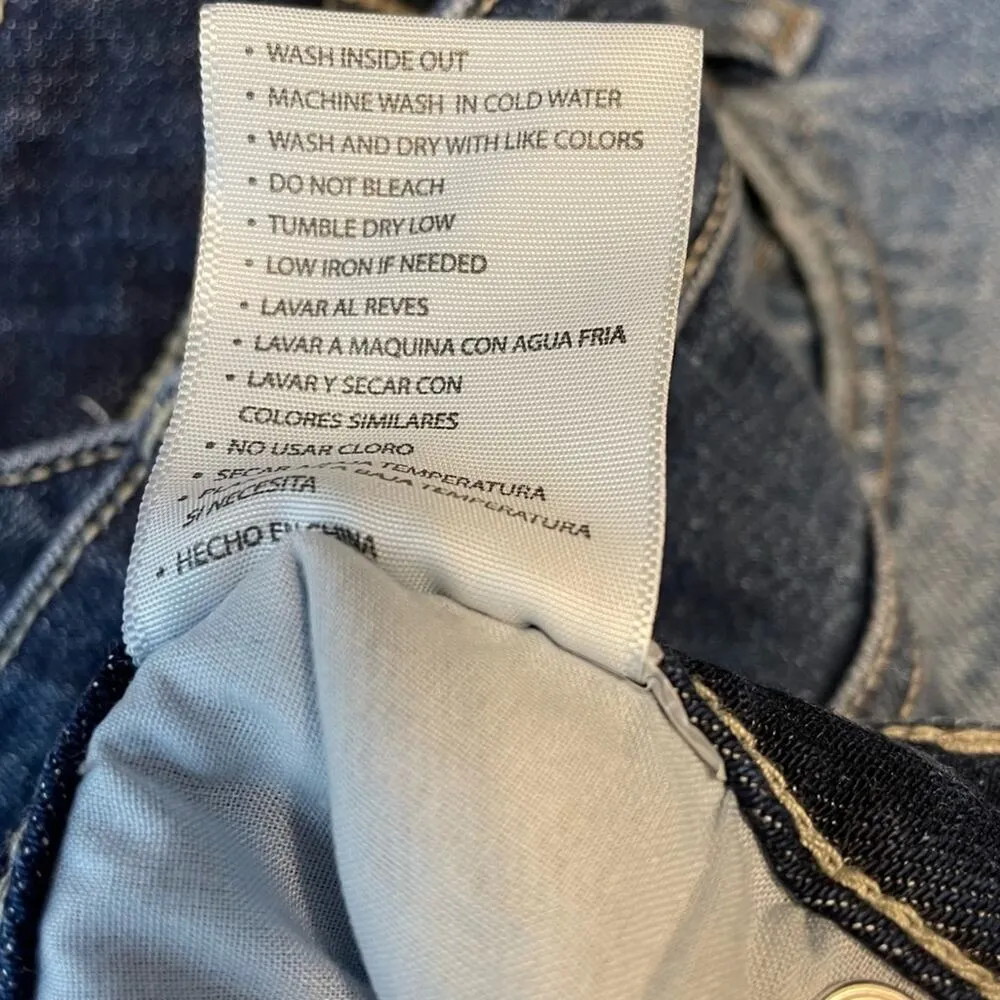 • WASH INSIDE OUT
• MACHINE WASH IN COLD WATER
• WASH AND DRY WITH LIKE COLORS
• DO NOT BLEACH
• TUMBLE DRY LOW
• LOW IRON IF NEEDED
• LAVAR AL REVES
• LAVAR A MAQUINA CON AGUA FRIA
• LAVAR Y SECAR CON
COLORES SIMILARES
• NO USAR CLORO
• SECAR A BAJA TEMPERATURA
• A BAJA TEMPERATURA
SI NECESITA
• HECHO EN CHINA